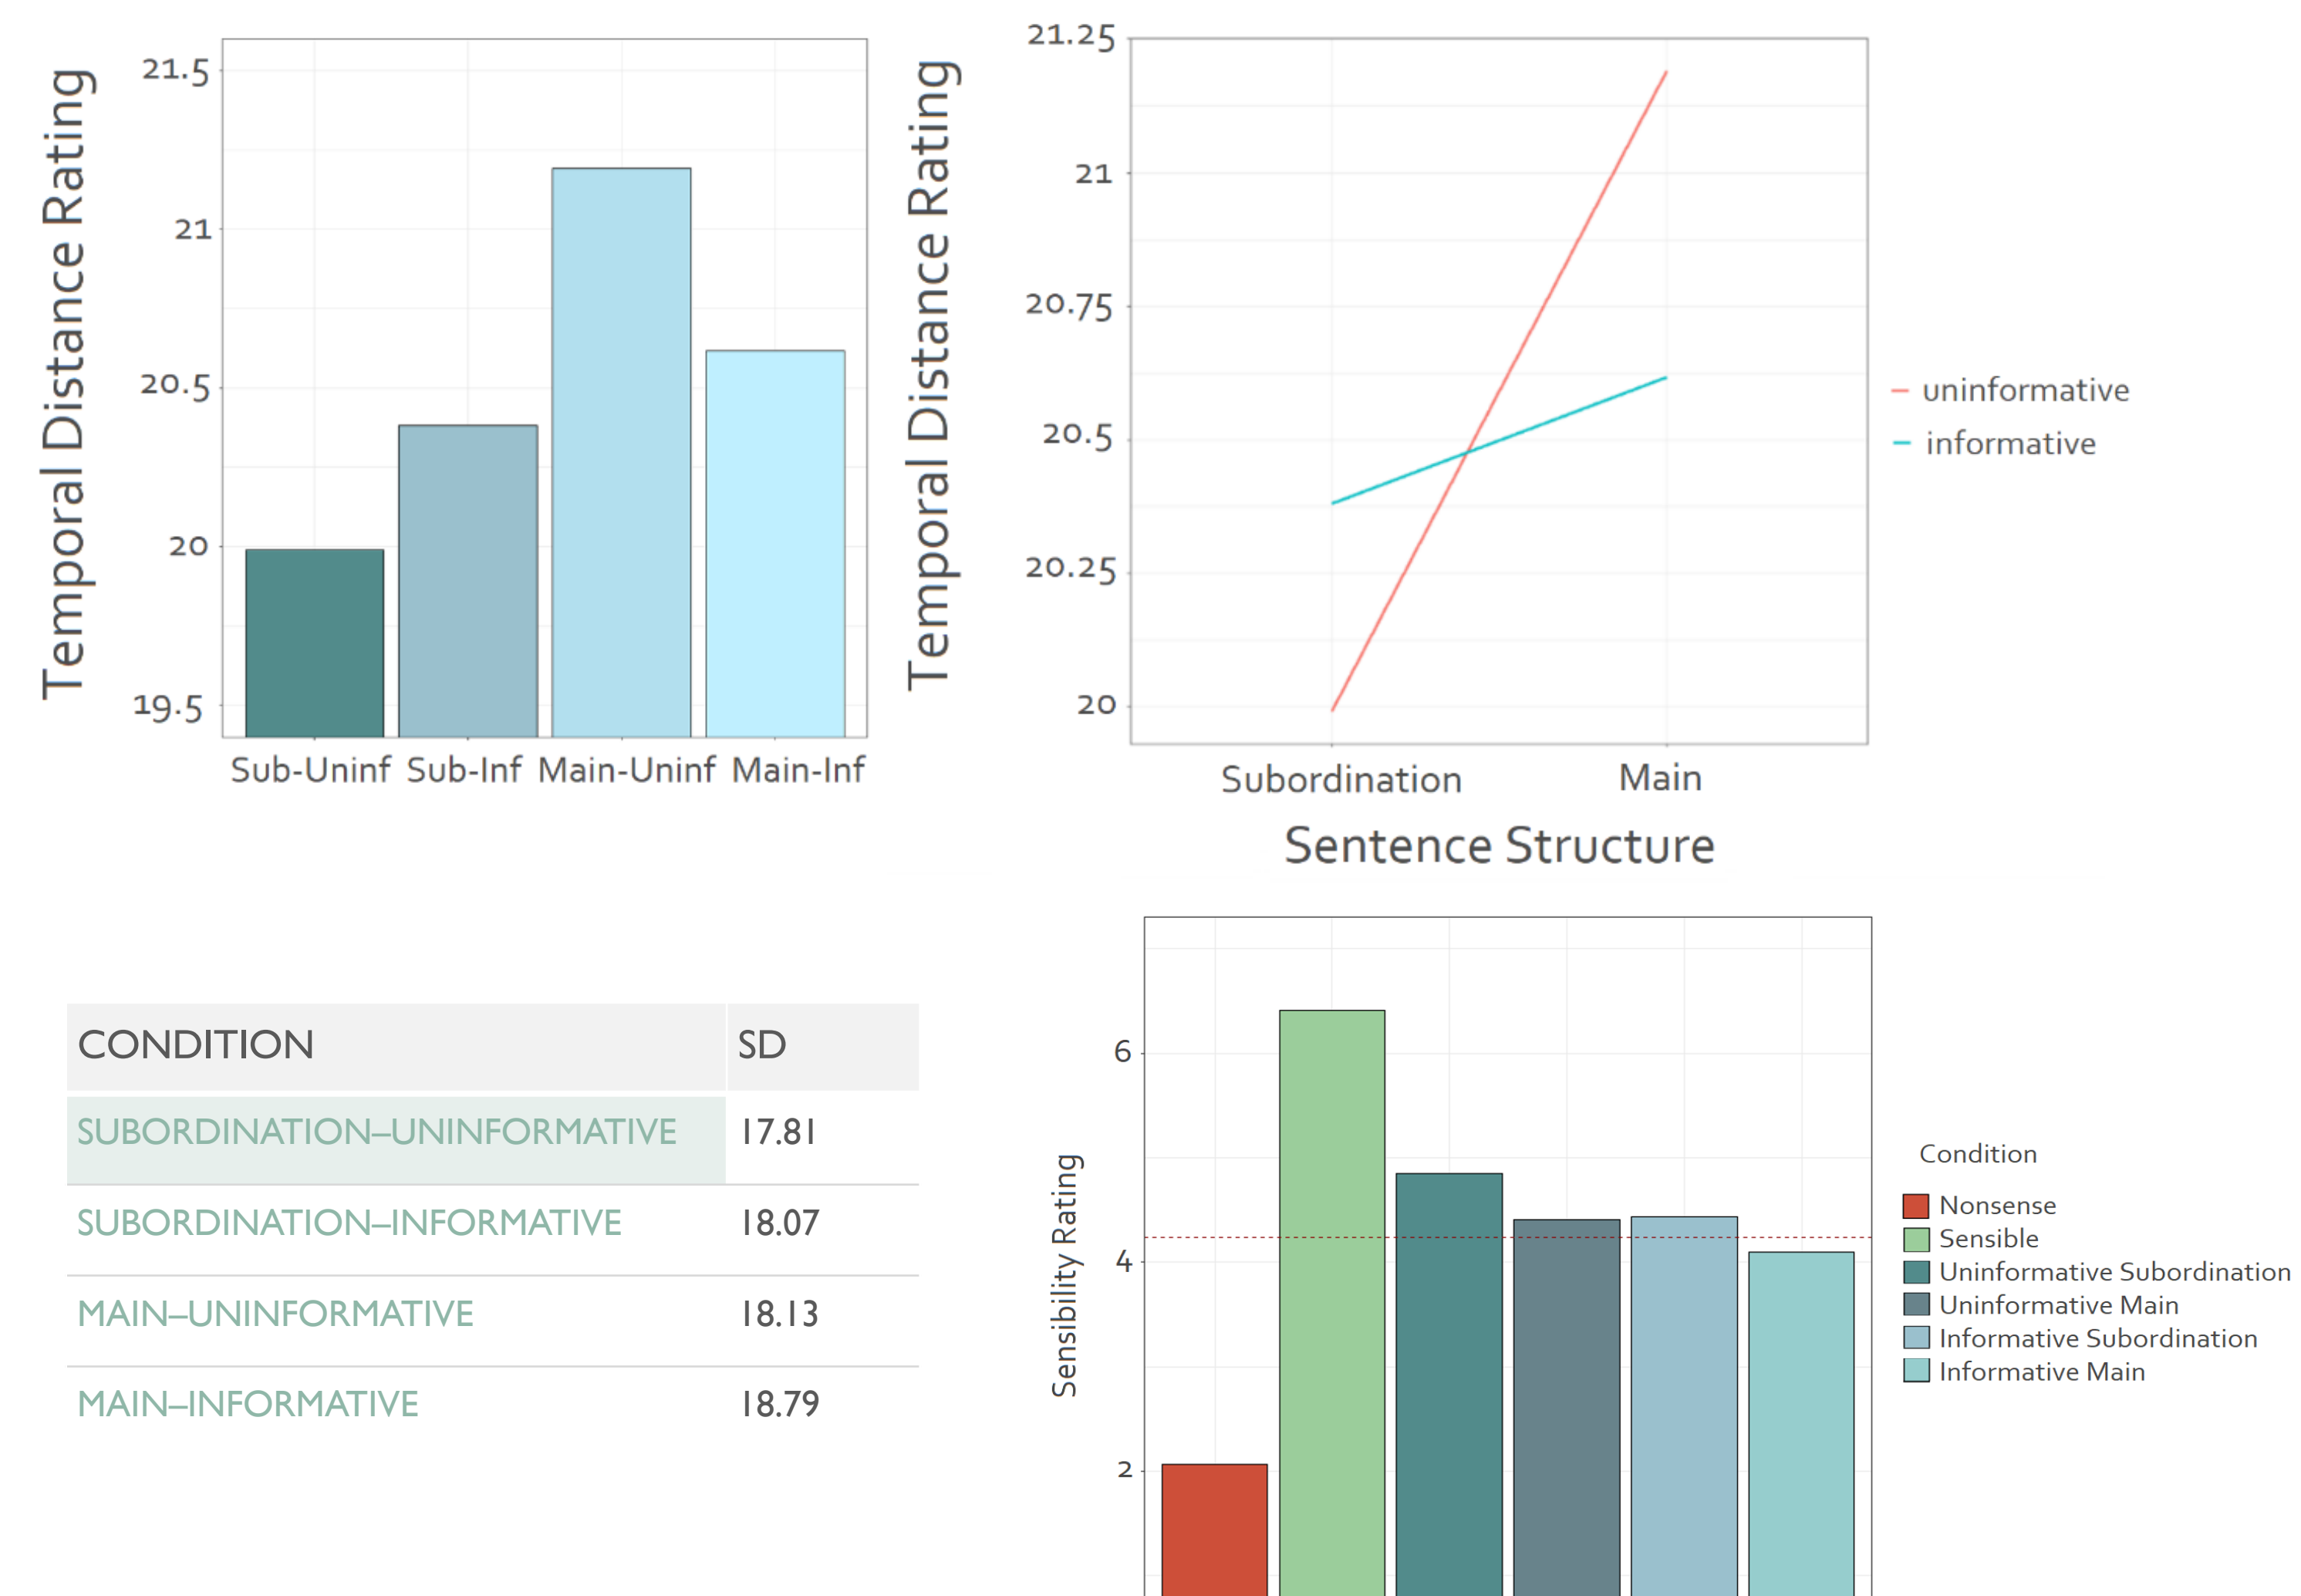 Temporal Distance Rating
21.5
21
20.5
20
19.5
Sub-Uninf Sub-Inf Main-Uninf Main-Inf
Temporal Distance Rating
21.25
21
20.75
20.5
20.25
20
Subordination Main
Sentence Structure
uninformative
informative
CONDITION SD
SUBORDINATION–UNINFORMATIVE 17.81
SUBORDINATION–INFORMATIVE 18.07
MAIN–UNINFORMATIVE 18.13
MAIN–INFORMATIVE 18.79
Sensibility Rating
6
4
2
Condition
Nonsense
Sensible
Uninformative Subordination
Uninformative Main
Informative Subordination
Informative Main